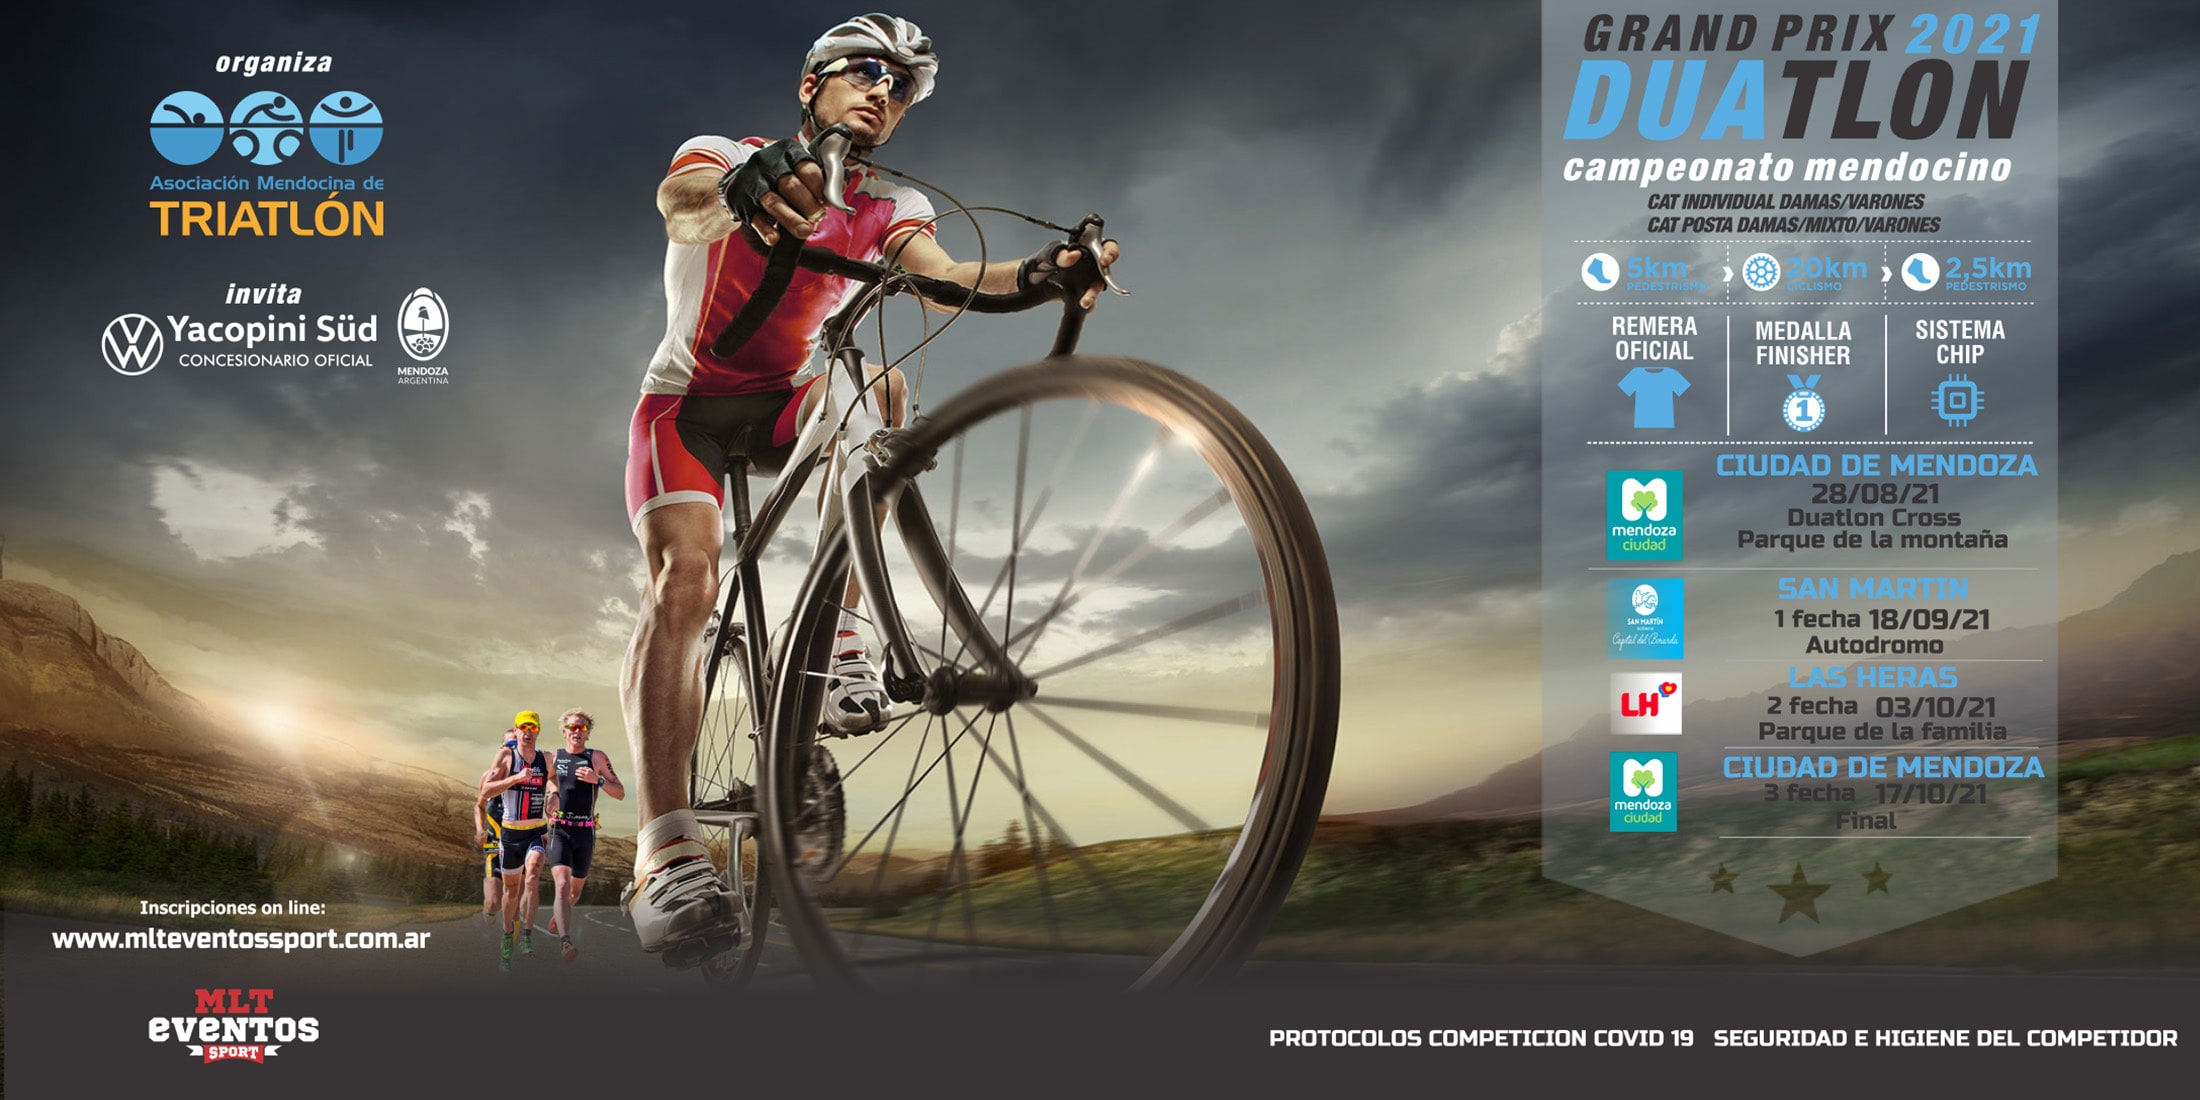 organiza
Asociación Mendocina de
TRIATLÓN
invita
Yacopini Süd
CONCESIONARIO OFICIAL
MENDOZA
ARGENTINA
Inscripciones on line:
www.mlteventossport.com.ar
MLT
eventos
SPORT
GRAND PRIX 2021
DUATLON
campeonato mendocino
CAT INDIVIDUAL DAMAS/VARONES
CAT POSTA DAMAS/MIXTO/VARONES
5km
PEDESTRISMO
20km
CICLISMO
2,5km
PEDESTRISMO
REMERA
OFICIAL
MEDALLA
FINISHER
1
SISTEMA
CHIP
mendoza
ciudad
CIUDAD DE MENDOZA
28/08/21
Duatlon Cross
Parque de la montaña
SAN MARTÍN
SAN MARTIN
1 fecha 18/09/21
Autodromo
LH
LAS HERAS
2 fecha 03/10/21
Parque de la familia
mendoza
ciudad
CIUDAD DE MENDOZA
3 fecha 17/10/21
Final
PROTOCOLOS COMPETICION COVID 19 SEGURIDAD E HIGIENE DEL COMPETIDOR